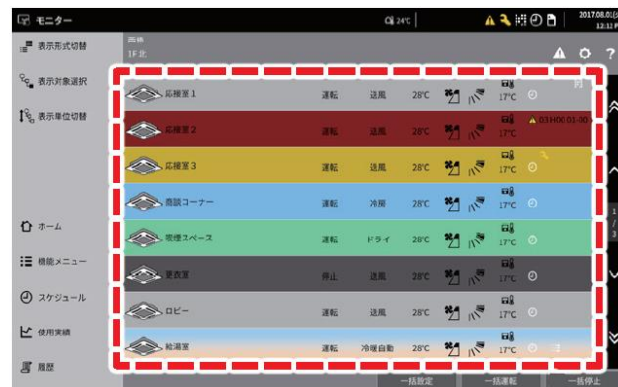 モニター
24℃
2017.08.01(
12:12 P
表示形式切替
表示対象選択
表示単位切替
ホーム
機能メニュー
スケジュール
使用実績
履歴
1F北
?
応接室1 運転 送風 28℃ 17℃
応接室2 運転 送風 28℃ 17℃
応接室3 運転 送風 28℃ 17℃
商談コーナー 運転 冷房 28℃ 17℃
喫煙スペース 運転 ドライ 28℃ 17℃
更衣室 停止 送風 28℃ 17℃
ロビー 運転 送風 28℃ 17℃
給湯室 運転 冷暖自動 28℃ 17℃
1
/
3
一括設定 一括運転 一括停止